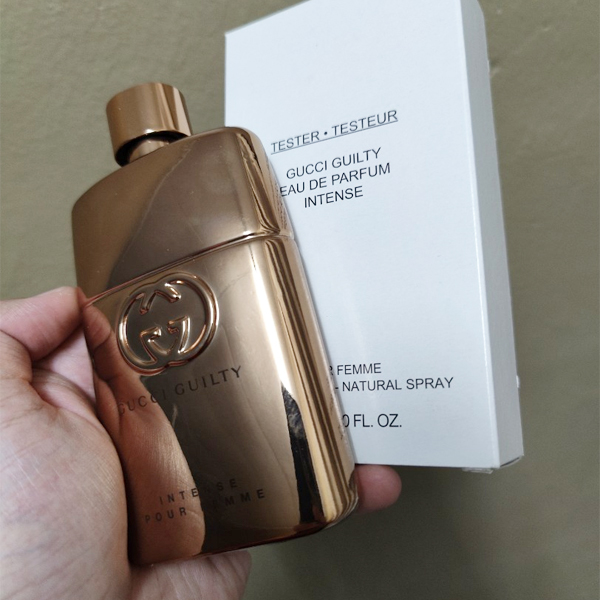 TESTER • TESTEUR
GUCCI GUILTY
EAU DE PARFUM
INTENSE
FEMME
NATURAL SPRAY
FL. OZ.
GUCCI GUILTY
INTENSE
POUR